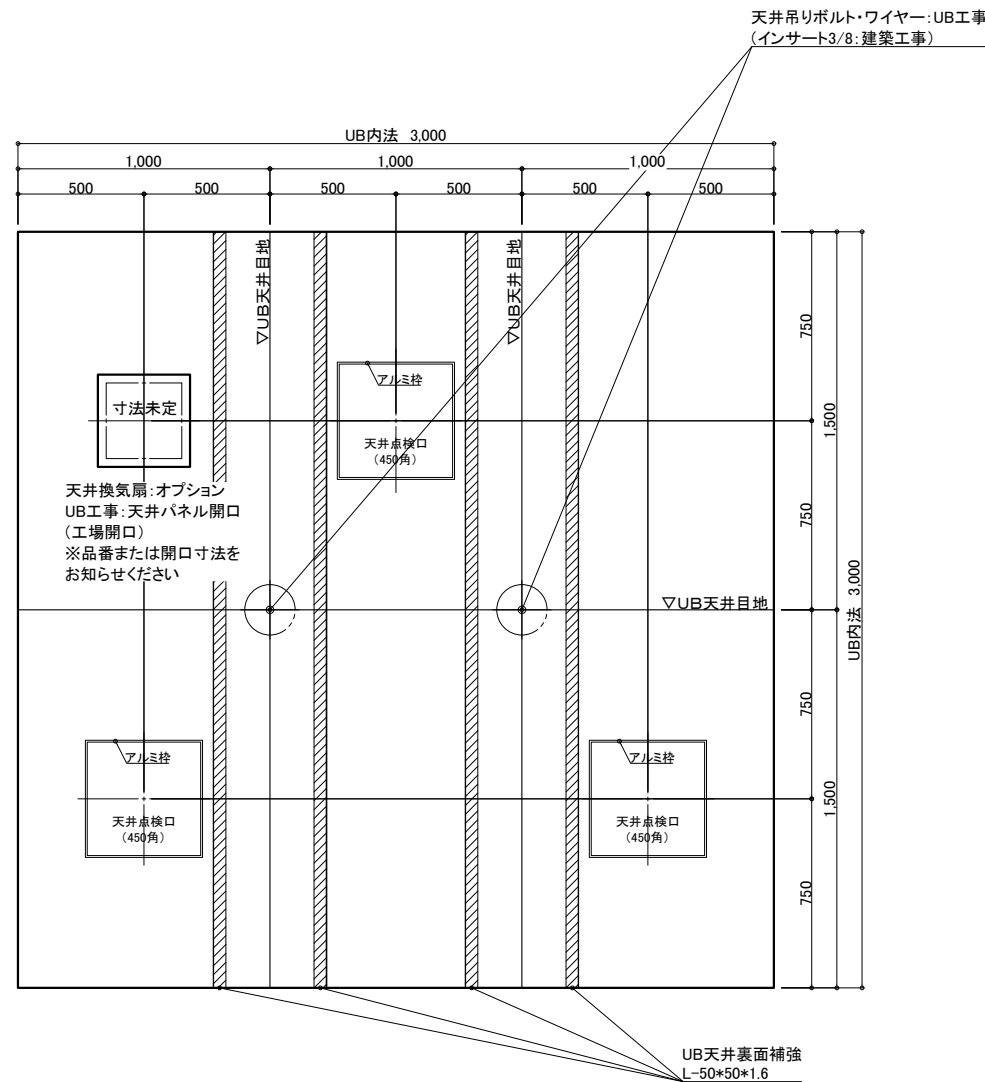 天井吊りボルト・ワイヤー:UB工事
(インサート3/8:建築工事)
UB内法 3,000
1,000
1,000
1,000
500
500
500
500
500
500
▽UB天井目地
▽UB天井目地
750
アルミ枠
寸法未定
天井点検口
(450角)
1,500
天井換気扇:オプション
UB工事:天井パネル開口
(工場開口)
※品番または開口寸法を
お知らせください
750
▽UB天井目地
UB内法 3,000
750
アルミ枠
アルミ枠
1,500
天井点検口
(450角)
天井点検口
(450角)
750
UB天井裏面補強
L-50*50*1.6